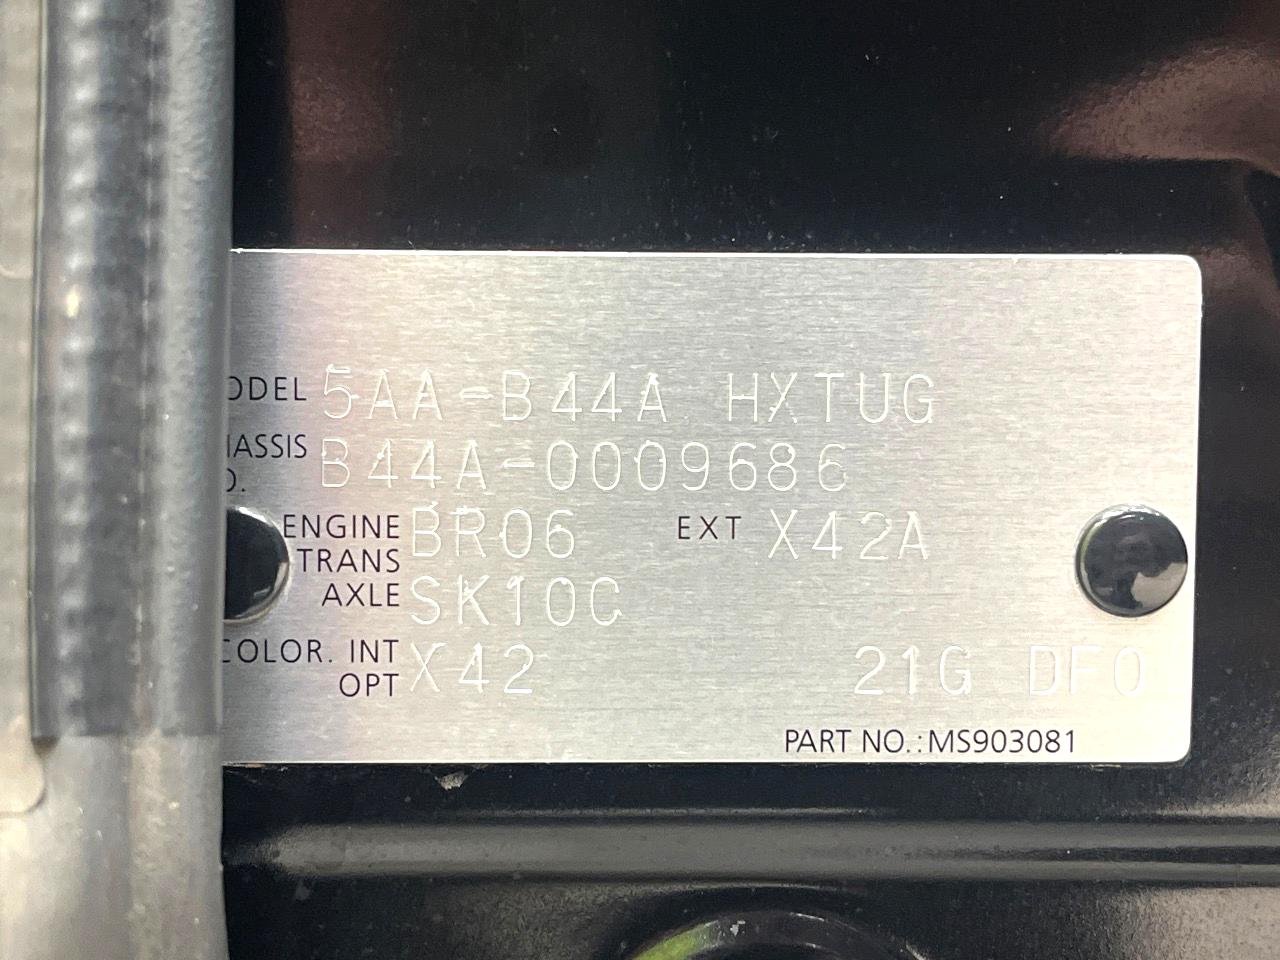 ODEL 5AA-B44A HXTUG
HASSIS
O. B44A-0009686
ENGINE BR06 EXT X42A
TRANS
AXLE SK10C
COLOR. INT X42 21G DF0
OPT
PART NO.:MS903081